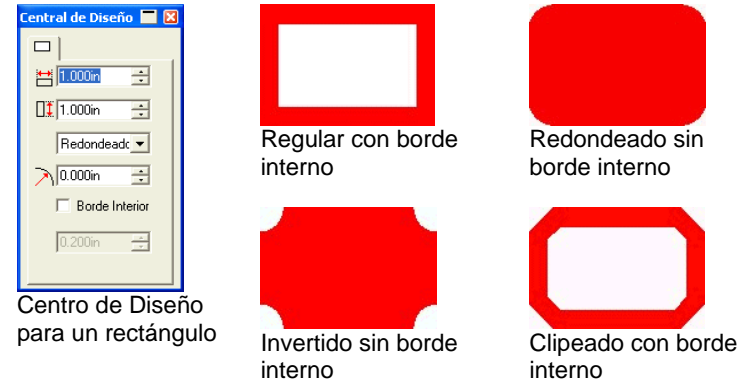 Central de Diseño
1.000in
1.000in
Redondeadc
0.000in
Borde Interior
0.200in
Centro de Diseño
para un rectángulo
Regular con borde
interno
Redondeado sin
borde interno
Invertido sin borde
interno
Clipeado con borde
interno